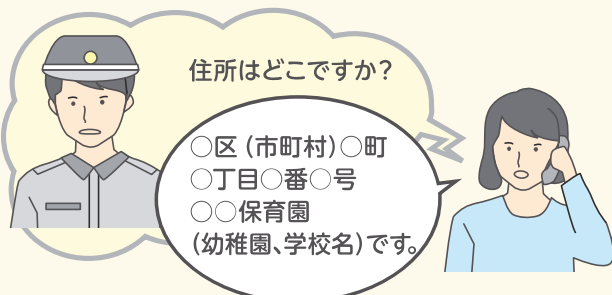 住所はどこですか?
○区(市町村)○町
○丁目○番○号
○○保育園
(幼稚園、学校名)です。